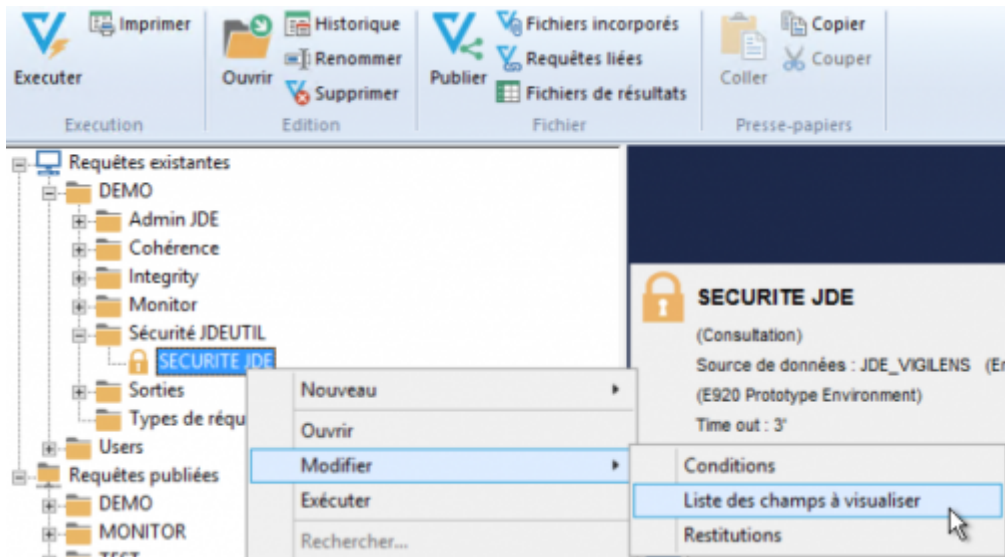 Imprimer
Executer
Execution
Ouvrir
Historique
Renommer
Supprimer
Edition
Publier
Fichiers incorporés
Requêtes liées
Fichiers de résultats
Fichier
Coller
Copier
Couper
Presse-papiers
Requêtes existantes
DEMO
Admin JDE
Cohérence
Integrity
Monitor
Sécurité JDEUTIL
SECURITE JDE
Sorties
Types de réqu
Users
Requêtes publiées
DEMO
MONITOR
TEST
Nouveau
Ouvrir
Modifier
Exécuter
Rechercher...
Conditions
Liste des champs à visualiser
Restitutions
SECURITE JDE
(Consultation)
Source de données : JDE_VIGILENS (En
(E920 Prototype Environment)
Time out : 3'